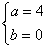 a = 4
b = 0